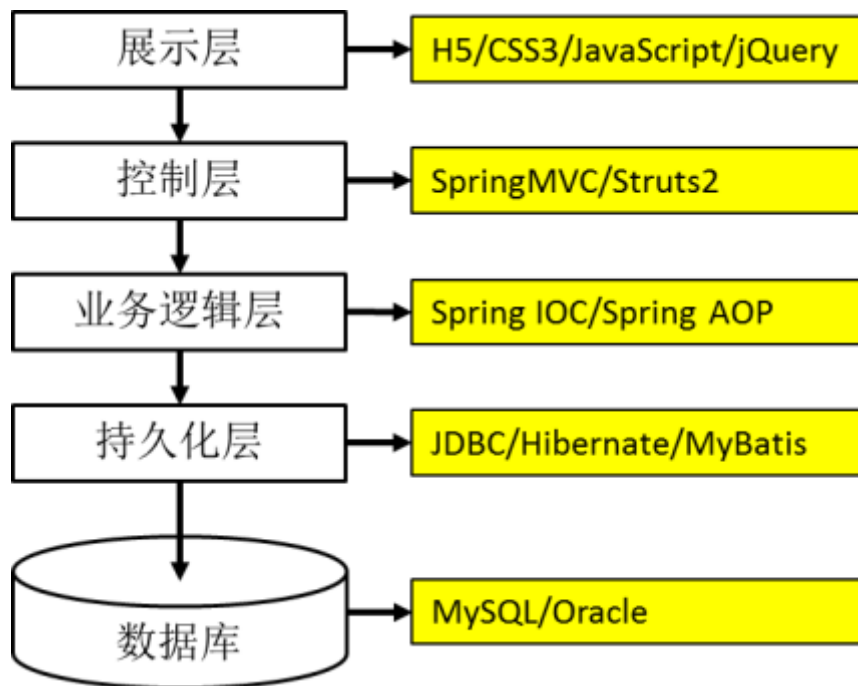 展示层
H5/CSS3/JavaScript/jQuery
控制层
SpringMVC/Struts2
业务逻辑层
Spring IOC/Spring AOP
持久化层
JDBC/Hibernate/MyBatis
数据库
MySQL/Oracle